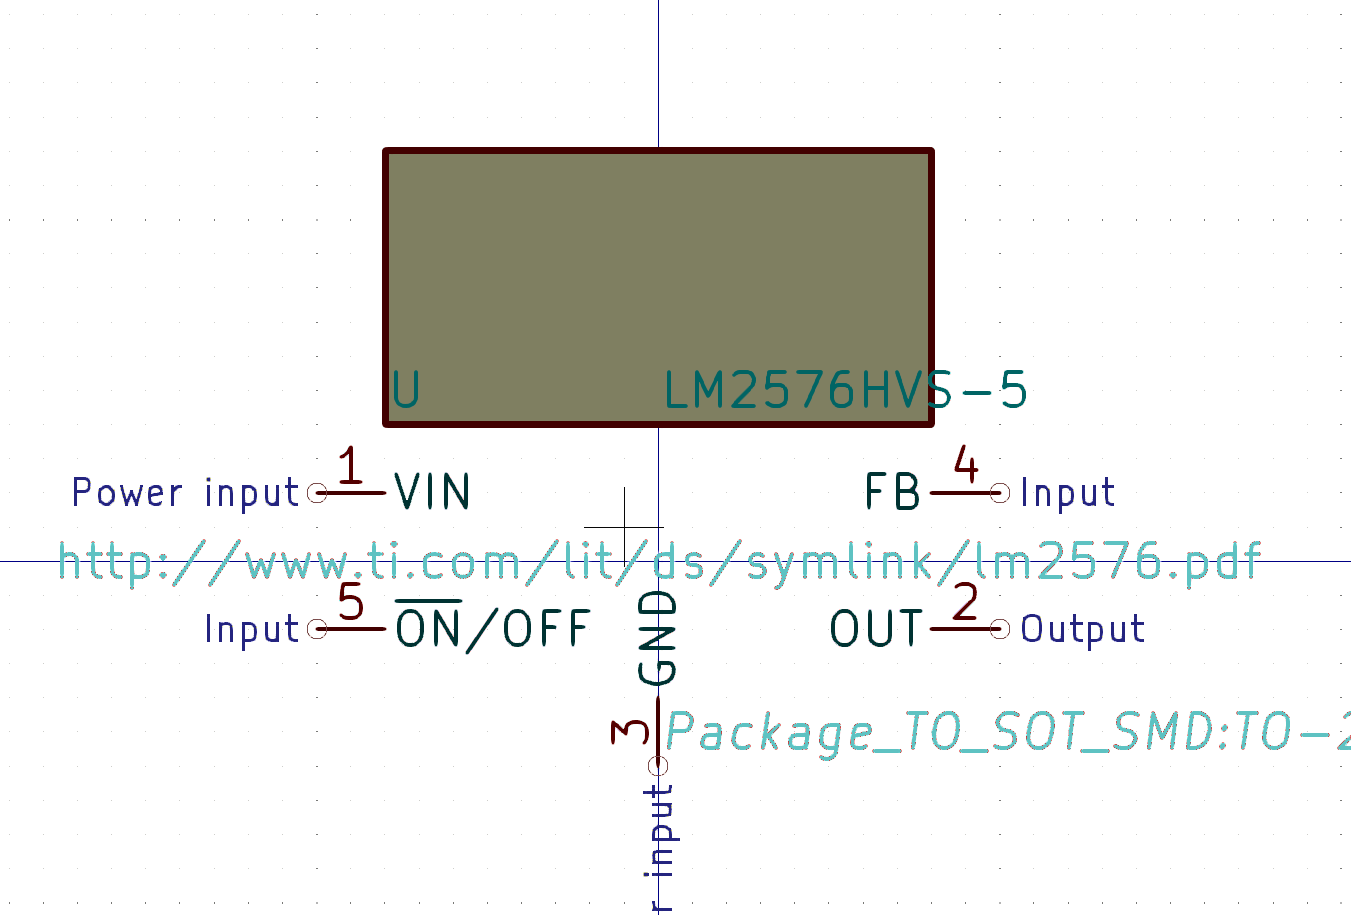 U LM2576HVS-5
1 4
Power input VIN FB Input
http://www.ti.com/lit/ds/symlink/lm2576.pdf
5 2
Input ON/OFF GND OUT Output
3 Package_TO_SOT_SMD:TO-2
r input